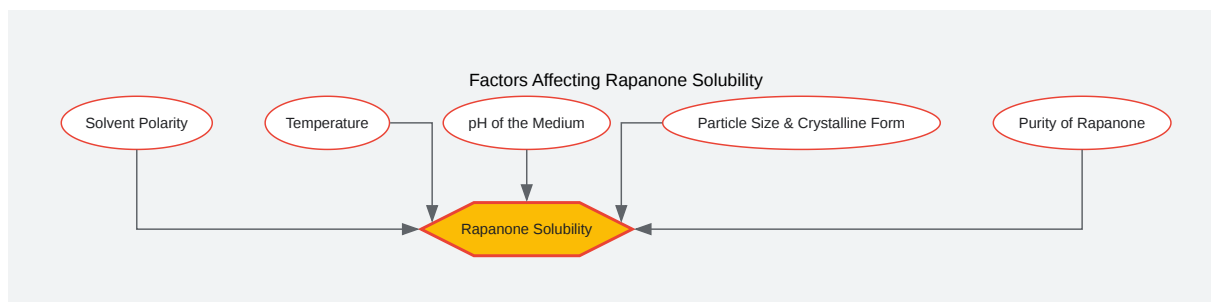 Factors Affecting Rapanone Solubility
Solvent Polarity
Temperature
pH of the Medium
Particle Size & Crystalline Form
Purity of Rapanone
Rapanone Solubility